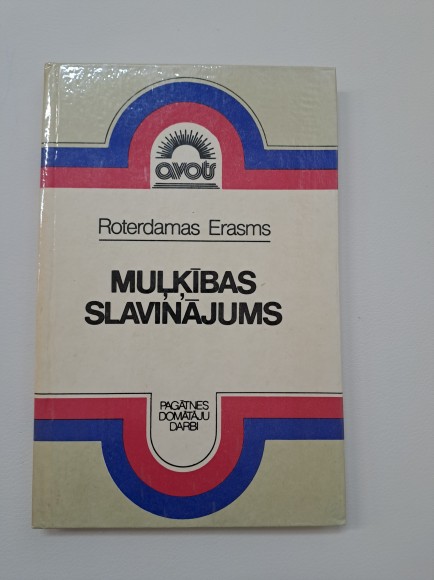 avots
Roterdamas Erasms
MUĻĶĪBAS
SLAVINĀJUMS
PAGĀTNES
DOMĀTĀJU
DARBI